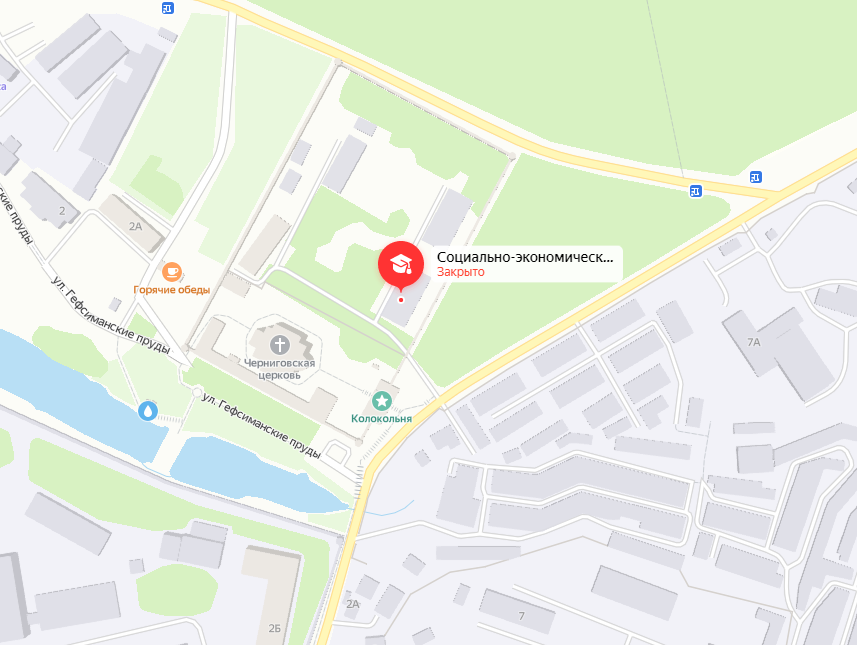 2
2А
Социально-экономическ...
Закрыто
Горячие обеды
ул. Гефсиманские пруды
7А
Черниговская
церковь
ул. Гефсиманские пруды
Колокольня
2А
7
2Б